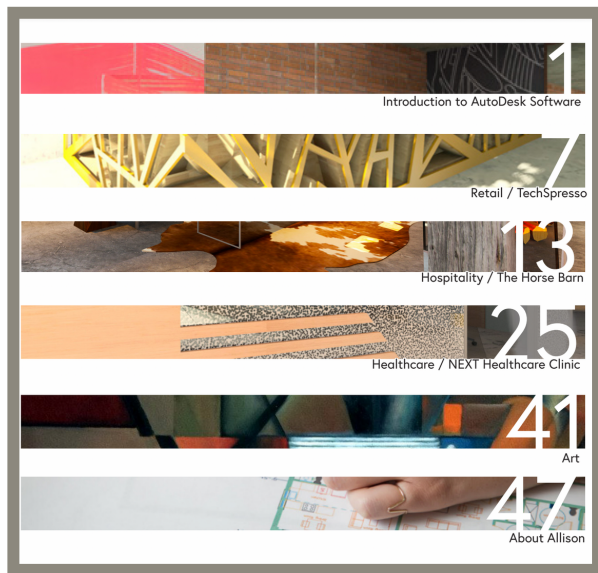 1
Introduction to AutoDesk Software
7
Retail / TechSpresso
13
Hospitality / The Horse Barn
25
Healthcare / NEXT Healthcare Clinic
41
Art
47
About Allison